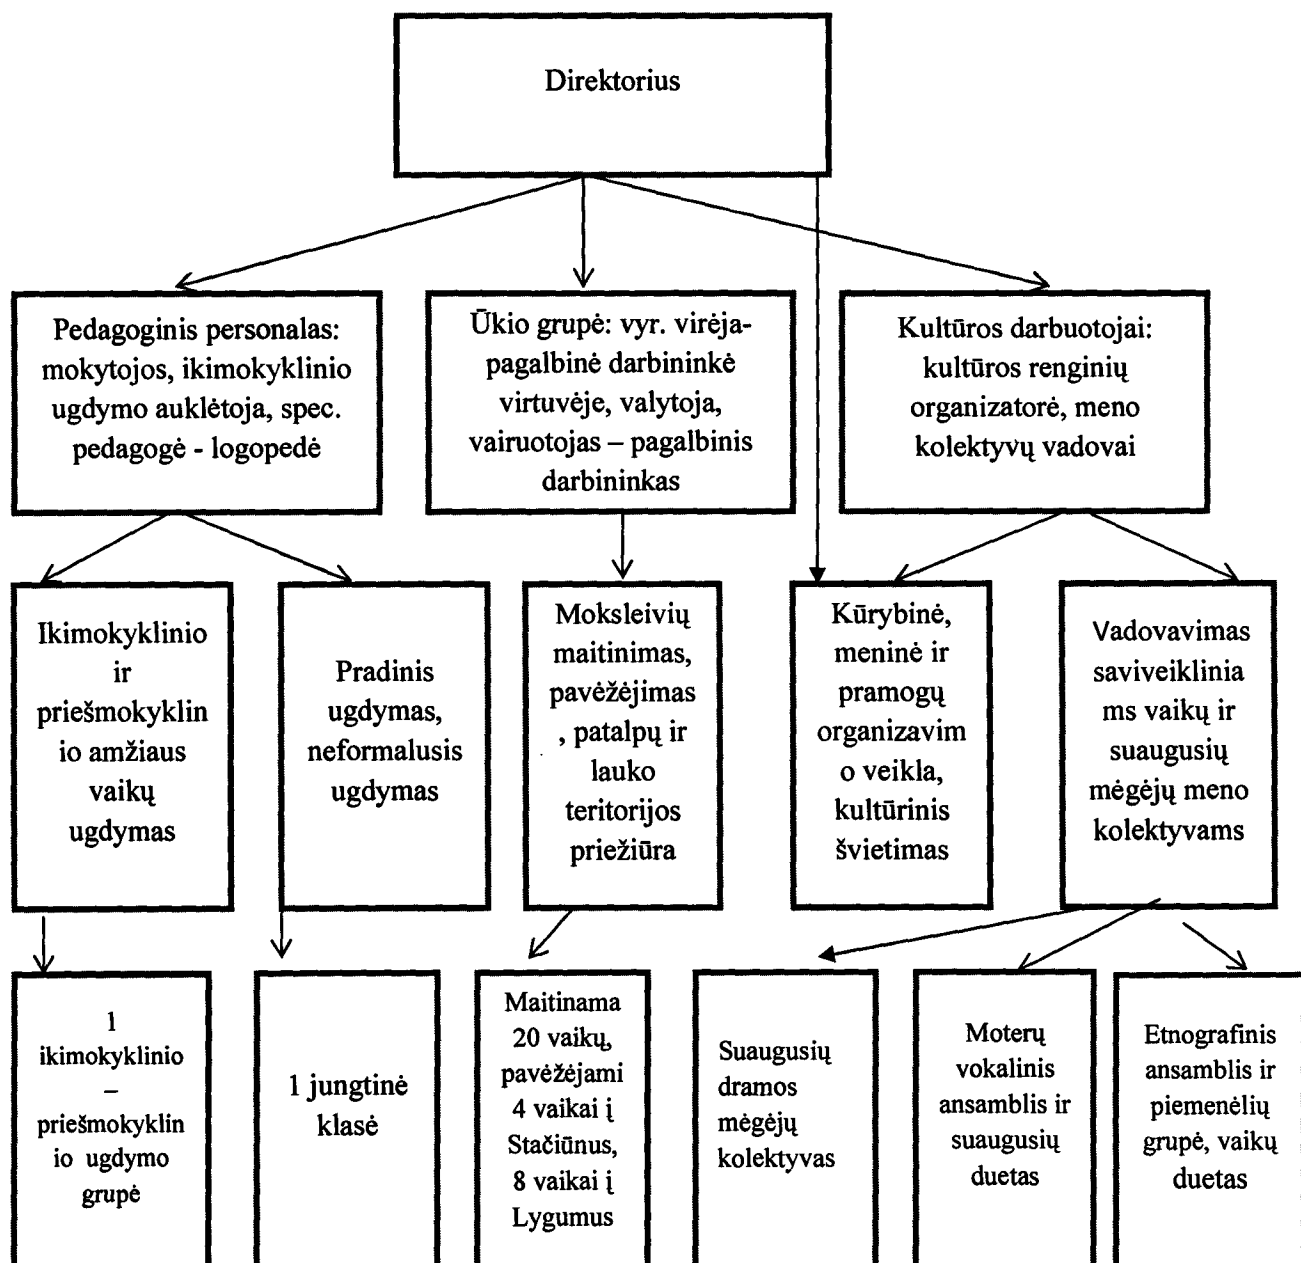 Direktorius
Pedagoginis personalas:
mokytojos, ikimokyklinio
ugdymo auklėtoja, spec.
pedagogė - logopedė
Ūkio grupė: vyr. virėja-
pagalbinė darbininkė
virtuvėje, valytoja,
vairuotojas – pagalbinis
darbininkas
Kultūros darbuotojai:
kultūros renginių
organizatorė, meno
kolektyvų vadovai
Ikimokyklinio
ir
priešmokyklin
io amžiaus
vaikų
ugdymas
Pradinis
ugdymas,
neformalusis
ugdymas
Moksleivių
maitinimas,
pavėžėjimas
, patalpų ir
lauko
teritorijos
priežiūra
Kūrybinė,
meninė ir
pramogų
organizavim
o veikla,
kultūrinis
švietimas
Vadovavimas
saviveiklinia
ms vaikų ir
suaugusių
mėgėjų meno
kolektyvams
1
ikimokyklinio
–
priešmokyklin
io ugdymo
grupė
1 jungtinė
klasė
Maitinama
20 vaikų,
pavėžėjami
4 vaikai į
Stačiūnus,
8 vaikai į
Lygumus
Suaugusių
dramos
mėgėjų
kolektyvas
Moterų
vokalinis
ansamblis ir
suaugusių
duetas
Etnografinis
ansamblis ir
piemenėlių
grupė, vaikų
duetas